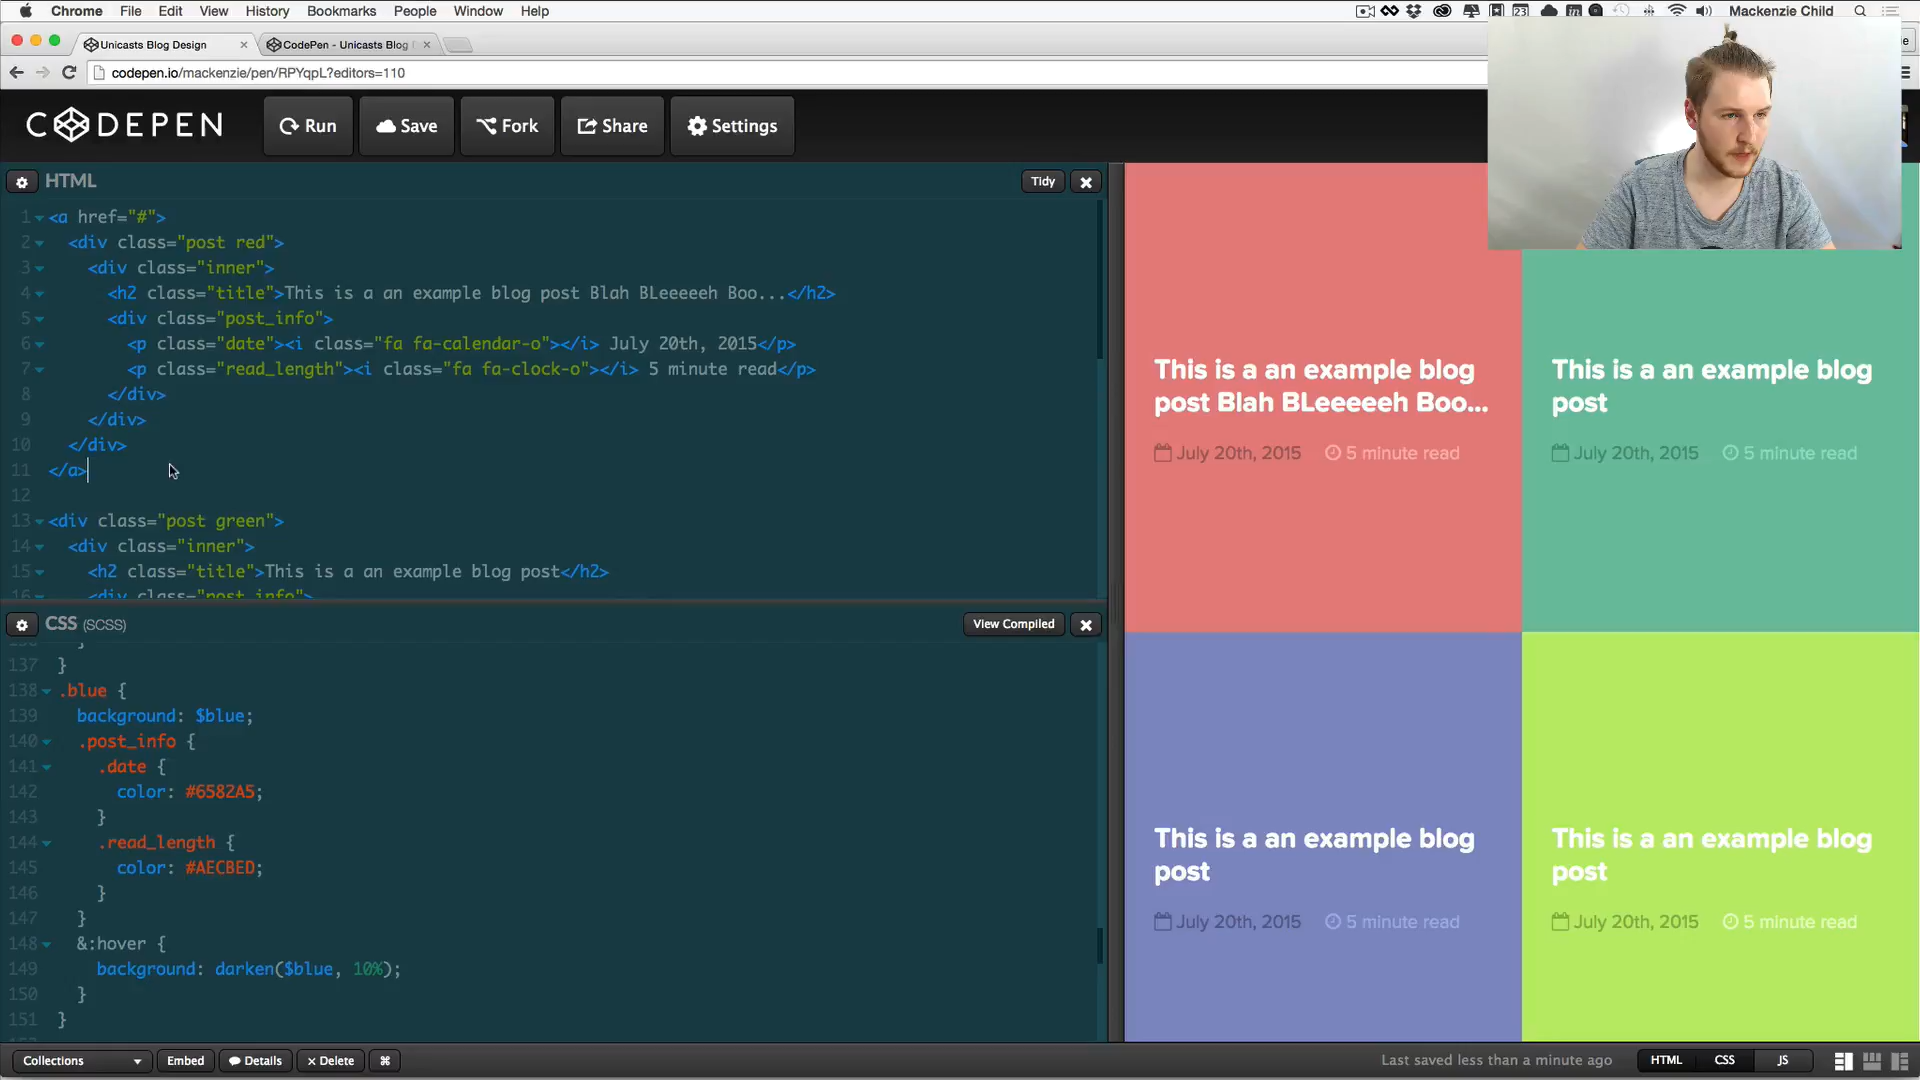 Chrome File Edit View History Bookmarks People Window Help
Mackenzie Child
Unicasts Blog Design
CodePen - Unicasts Blog
codepen.io/mackenzie/pen/RPYqpL?editors=110
CODEPEN
Run
Save
Fork
Share
Settings
HTML
Tidy
1 <a href="#">
2 <div class="post red">
3 <div class="inner">
4 <h2 class="title">This is a an example blog post Blah BLeeeeeh Boo...</h2>
5 <div class="post_info">
6 <p class="date"><i class="fa fa-calendar-o"></i> July 20th, 2015</p>
7 <p class="read_length"><i class="fa fa-clock-o"></i> 5 minute read</p>
8 </div>
9 </div>
10 </div>
11 </a>
12
13 <div class="post green">
14 <div class="inner">
15 <h2 class="title">This is a an example blog post</h2>
16 <div class="post_info">
CSS (SCSS)
View Compiled
}
137 }
138 .blue {
139 background: $blue;
140 .post_info {
141 .date {
142 color: #6582A5;
143 }
144 .read_length {
145 color: #AECBED;
146 }
147 }
148 &:hover {
149 background: darken($blue, 10%);
150 }
151 }
This is a an example blog
post Blah BLeeeeeh Boo...
July 20th, 2015 5 minute read
This is a an example blog
post
July 20th, 2015 5 minute read
This is a an example blog
post
July 20th, 2015 5 minute read
This is a an example blog
post
July 20th, 2015 5 minute read
Collections
Embed
Details
× Delete
⌘
Last saved less than a minute ago
HTML
CSS
JS